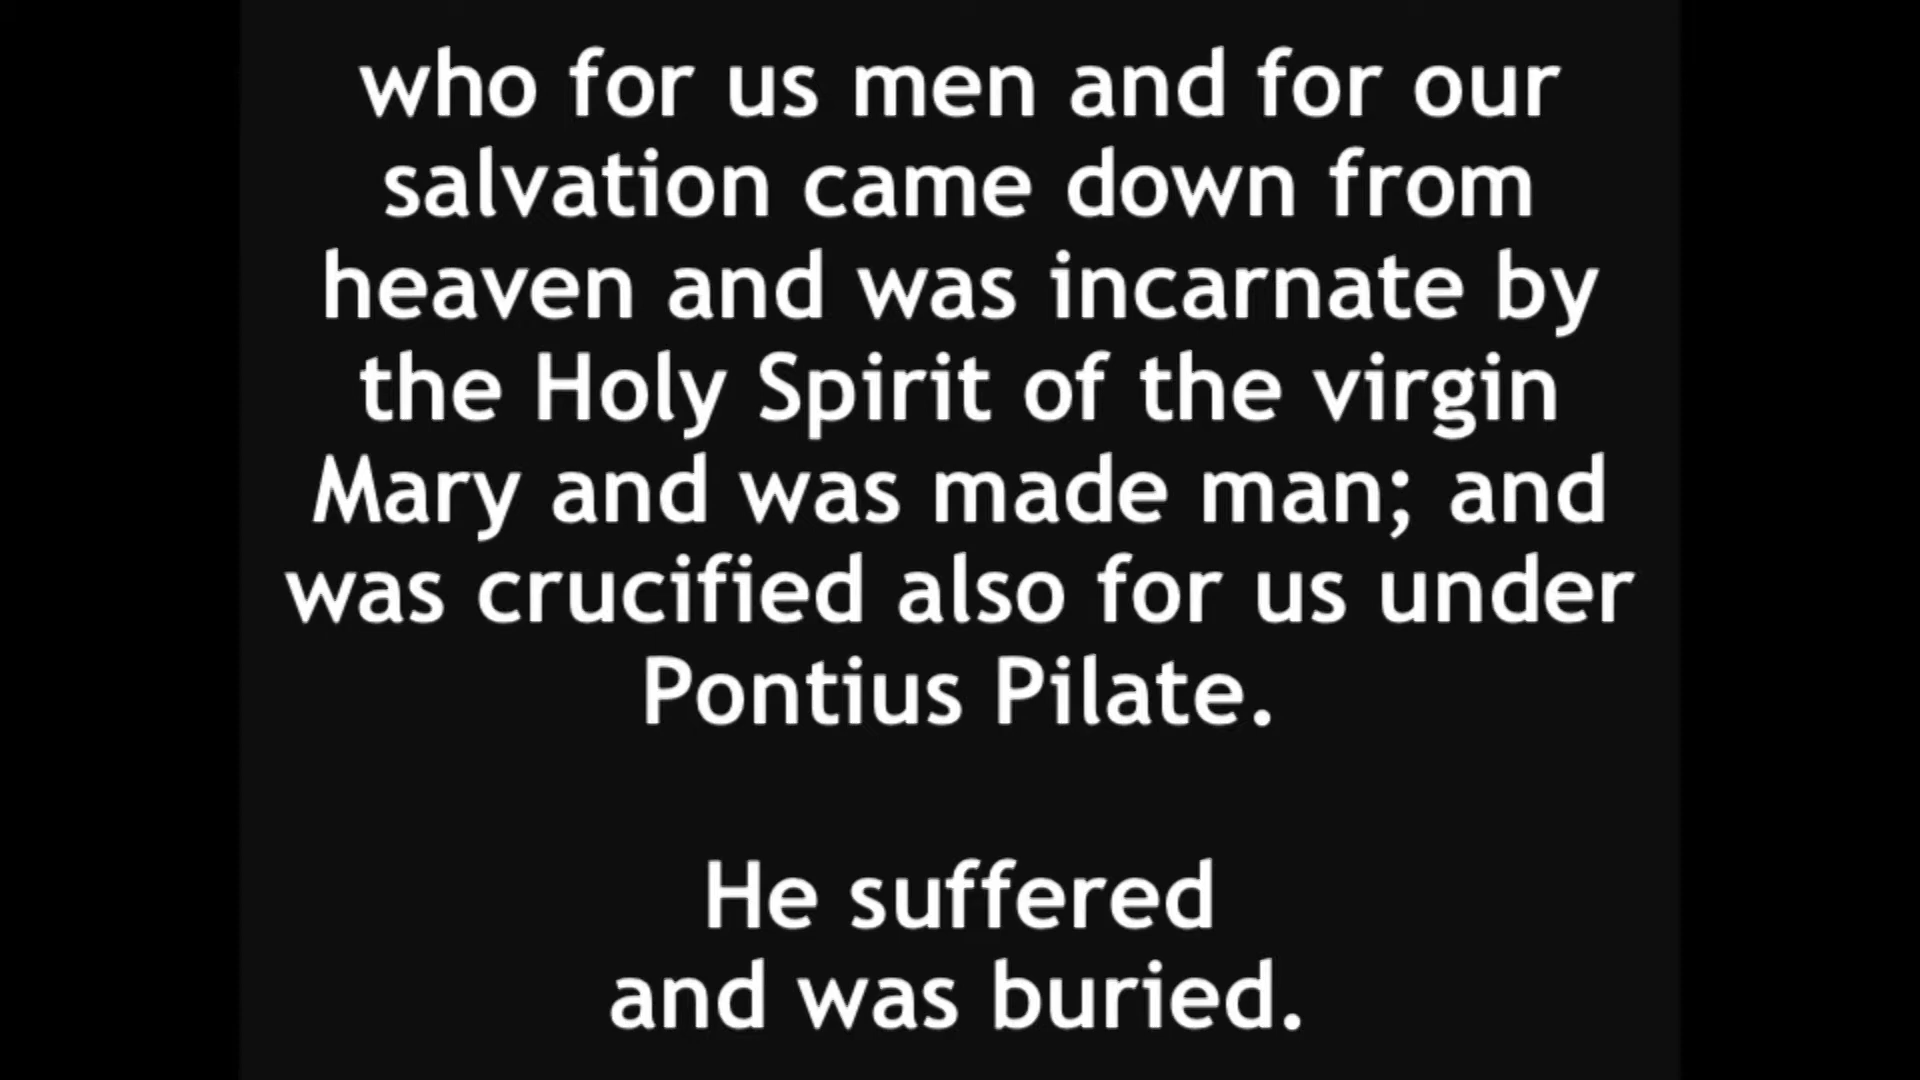 who for us men and for our
salvation came down from
heaven and was incarnate by
the Holy Spirit of the virgin
Mary and was made man; and
was crucified also for us under
Pontius Pilate.
He suffered
and was buried.